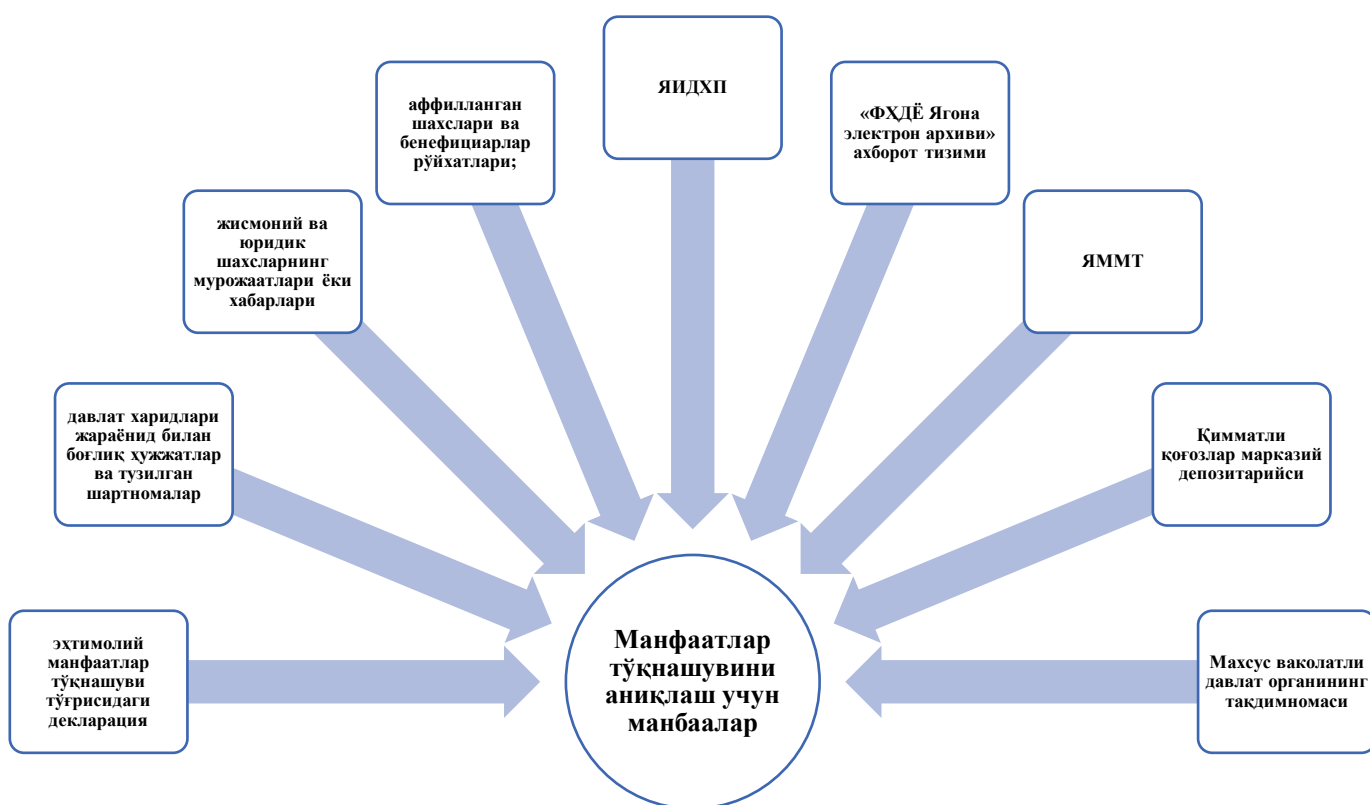 эҳтимолий
манфаатлар
тўқнашуви
тўғрисидаги
декларация
давлат харидлари
жараёнид билан
боғлиқ ҳужжатлар
ва тузилган
шартномалар
жисмоний ва
юридик
шахсларнинг
мурожаатлари ёки
хабарлари
аффилланган
шахслари ва
бенефициарлар
рўйхатлари;
ЯИДХП
«ФҲДЁ Ягона
электрон архиви»
ахборот тизими
ЯММТ
Қимматли
қоғозлар марказий
депозитарийси
Махсус ваколатли
давлат органининг
тақдимномаси
Манфаатлар
тўқнашувини
аниқлаш учун
манбаалар